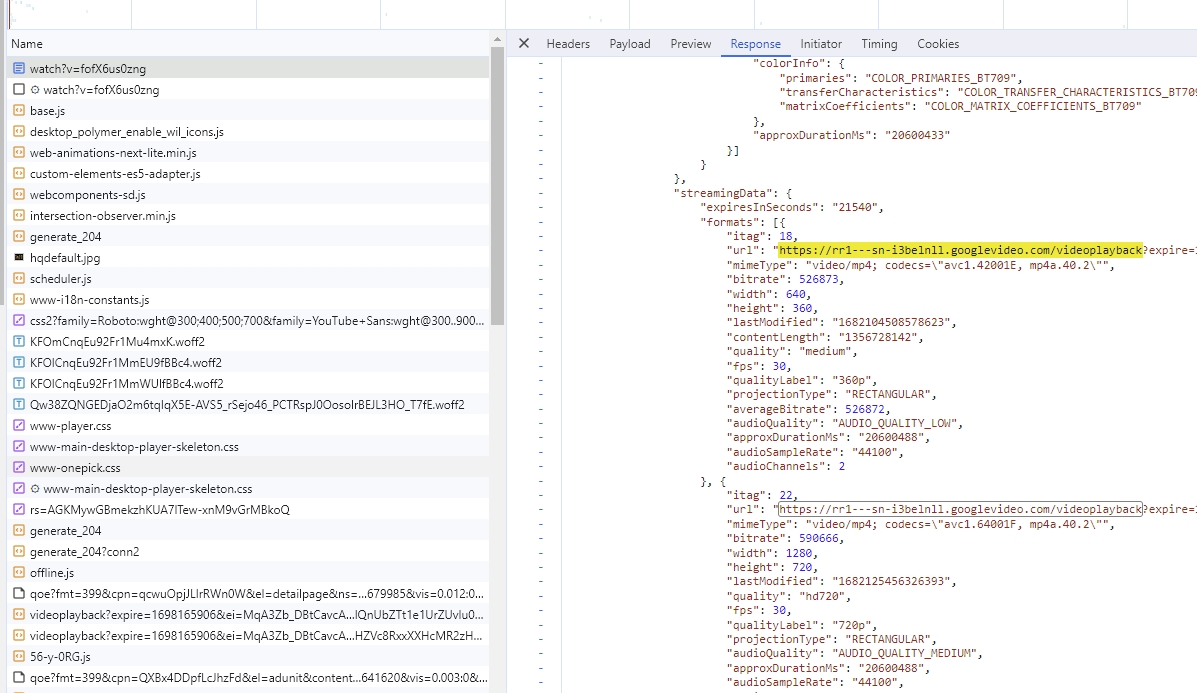 Name
watch?v=fofX6us0zng
watch?v=fofX6us0zng
base.js
desktop_polymer_enable_wil_icons.js
web-animations-next-lite.min.js
custom-elements-es5-adapter.js
webcomponents-sd.js
intersection-observer.min.js
generate_204
hqdefault.jpg
scheduler.js
www-i18n-constants.js
css2?family=Roboto:wght@300;400;500;700&family=YouTube+Sans:wght@300..900...
KFOmCnqEu92Fr1Mu4mxK.woff2
KFOlCnqEu92Fr1MmEU9fBBc4.woff2
KFOlCnqEu92Fr1MmWUlfBBc4.woff2
www-player.css
www-main-desktop-player-skeleton.css
www-onepick.css
www-main-desktop-player-skeleton.css
rs=AGKMywGBmekzhKUA7lTew-xnM9vGrMBkoQ
generate_204
generate_204?conn2
offline.js
qoe?fmt=399&cpn=qcwuOpjJLlrRWn0W&el=detailpage&ns=...679985&vis=0.012:0...
videoplayback?expire=1698165906&ei=MqA3Zb_DBtCavcA...lQnUbZTt1e1UrZUvlu0...
videoplayback?expire=1698165906&ei=MqA3Zb_DBtCavcA...HZVc8RxxXXHcMR2zH...
56-y-0RG.js
qoe?fmt=399&cpn=QXBx4DDpfLcJhzFd&el=adunit&content...641620&vis=0.003:0&...
Headers Payload Preview Response Initiator Timing Cookies
"colorInfo": {
"primaries": "COLOR_PRIMARIES_BT709",
"transferCharacteristics": "COLOR_TRANSFER_CHARACTERISTICS_BT709
"matrixCoefficients": "COLOR_MATRIX_COEFFICIENTS_BT709"
},
"approxDurationMs": "20600433"
}]
}
},
"streamingData": {
"expiresInSeconds": "21540",
"formats": [{
"itag": 18,
"url": "https://rr1---sn-i3belnll.googlevideo.com/videoplayback?expire=1
"mimeType": "video/mp4; codecs=\"avc1.42001E, mp4a.40.2\"",
"bitrate": 526873,
"width": 640,
"height": 360,
"lastModified": "1682104508578623",
"contentLength": "1356728142",
"quality": "medium",
"fps": 30,
"qualityLabel": "360p",
"projectionType": "RECTANGULAR",
"averageBitrate": 526872,
"audioQuality": "AUDIO_QUALITY_LOW",
"approxDurationMs": "20600488",
"audioSampleRate": "44100",
"audioChannels": 2
}, {
"itag": 22,
"url": "https://rr1---sn-i3belnll.googlevideo.com/videoplayback?expire=1
"mimeType": "video/mp4; codecs=\"avc1.64001F, mp4a.40.2\"",
"bitrate": 590666,
"width": 1280,
"height": 720,
"lastModified": "1682125456326393",
"quality": "hd720",
"fps": 30,
"qualityLabel": "720p",
"projectionType": "RECTANGULAR",
"audioQuality": "AUDIO_QUALITY_MEDIUM",
"approxDurationMs": "20600488",
"audioSampleRate": "44100",